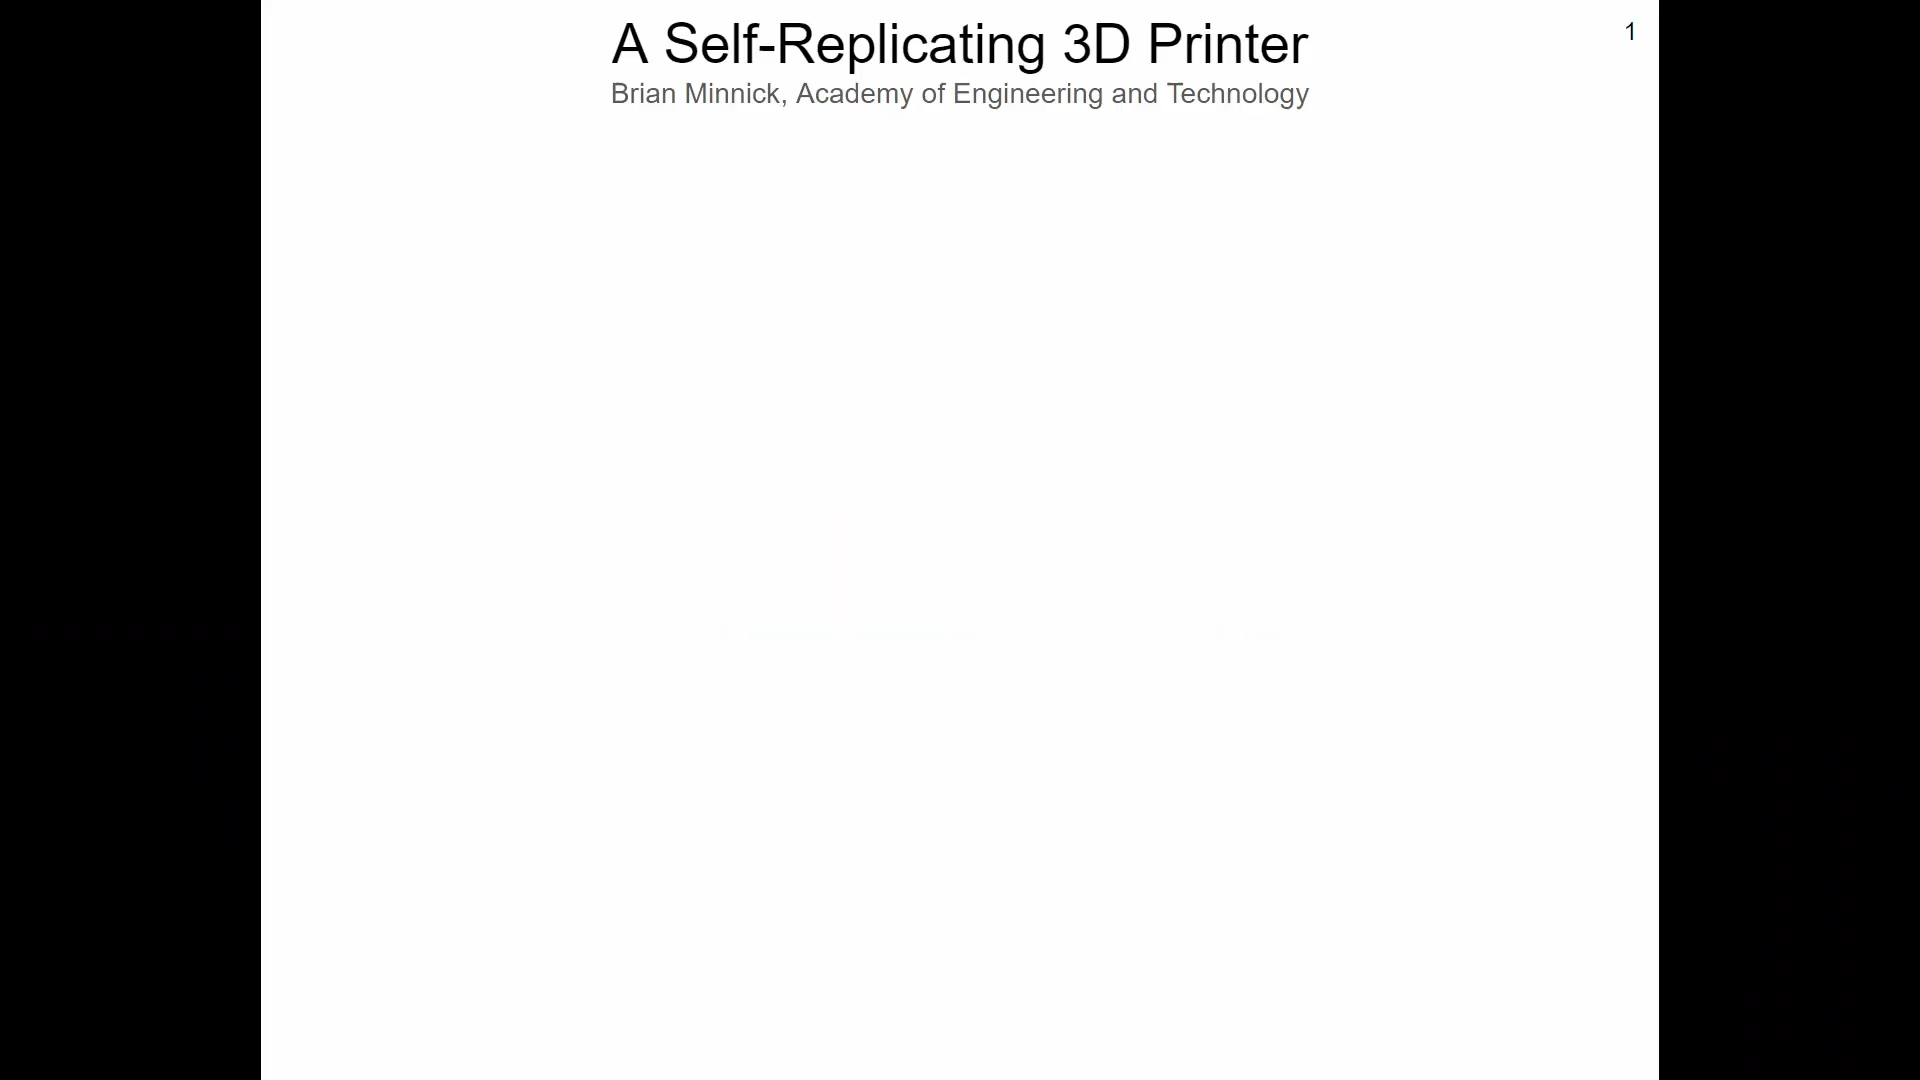 A Self-Replicating 3D Printer
1
Brian Minnick, Academy of Engineering and Technology